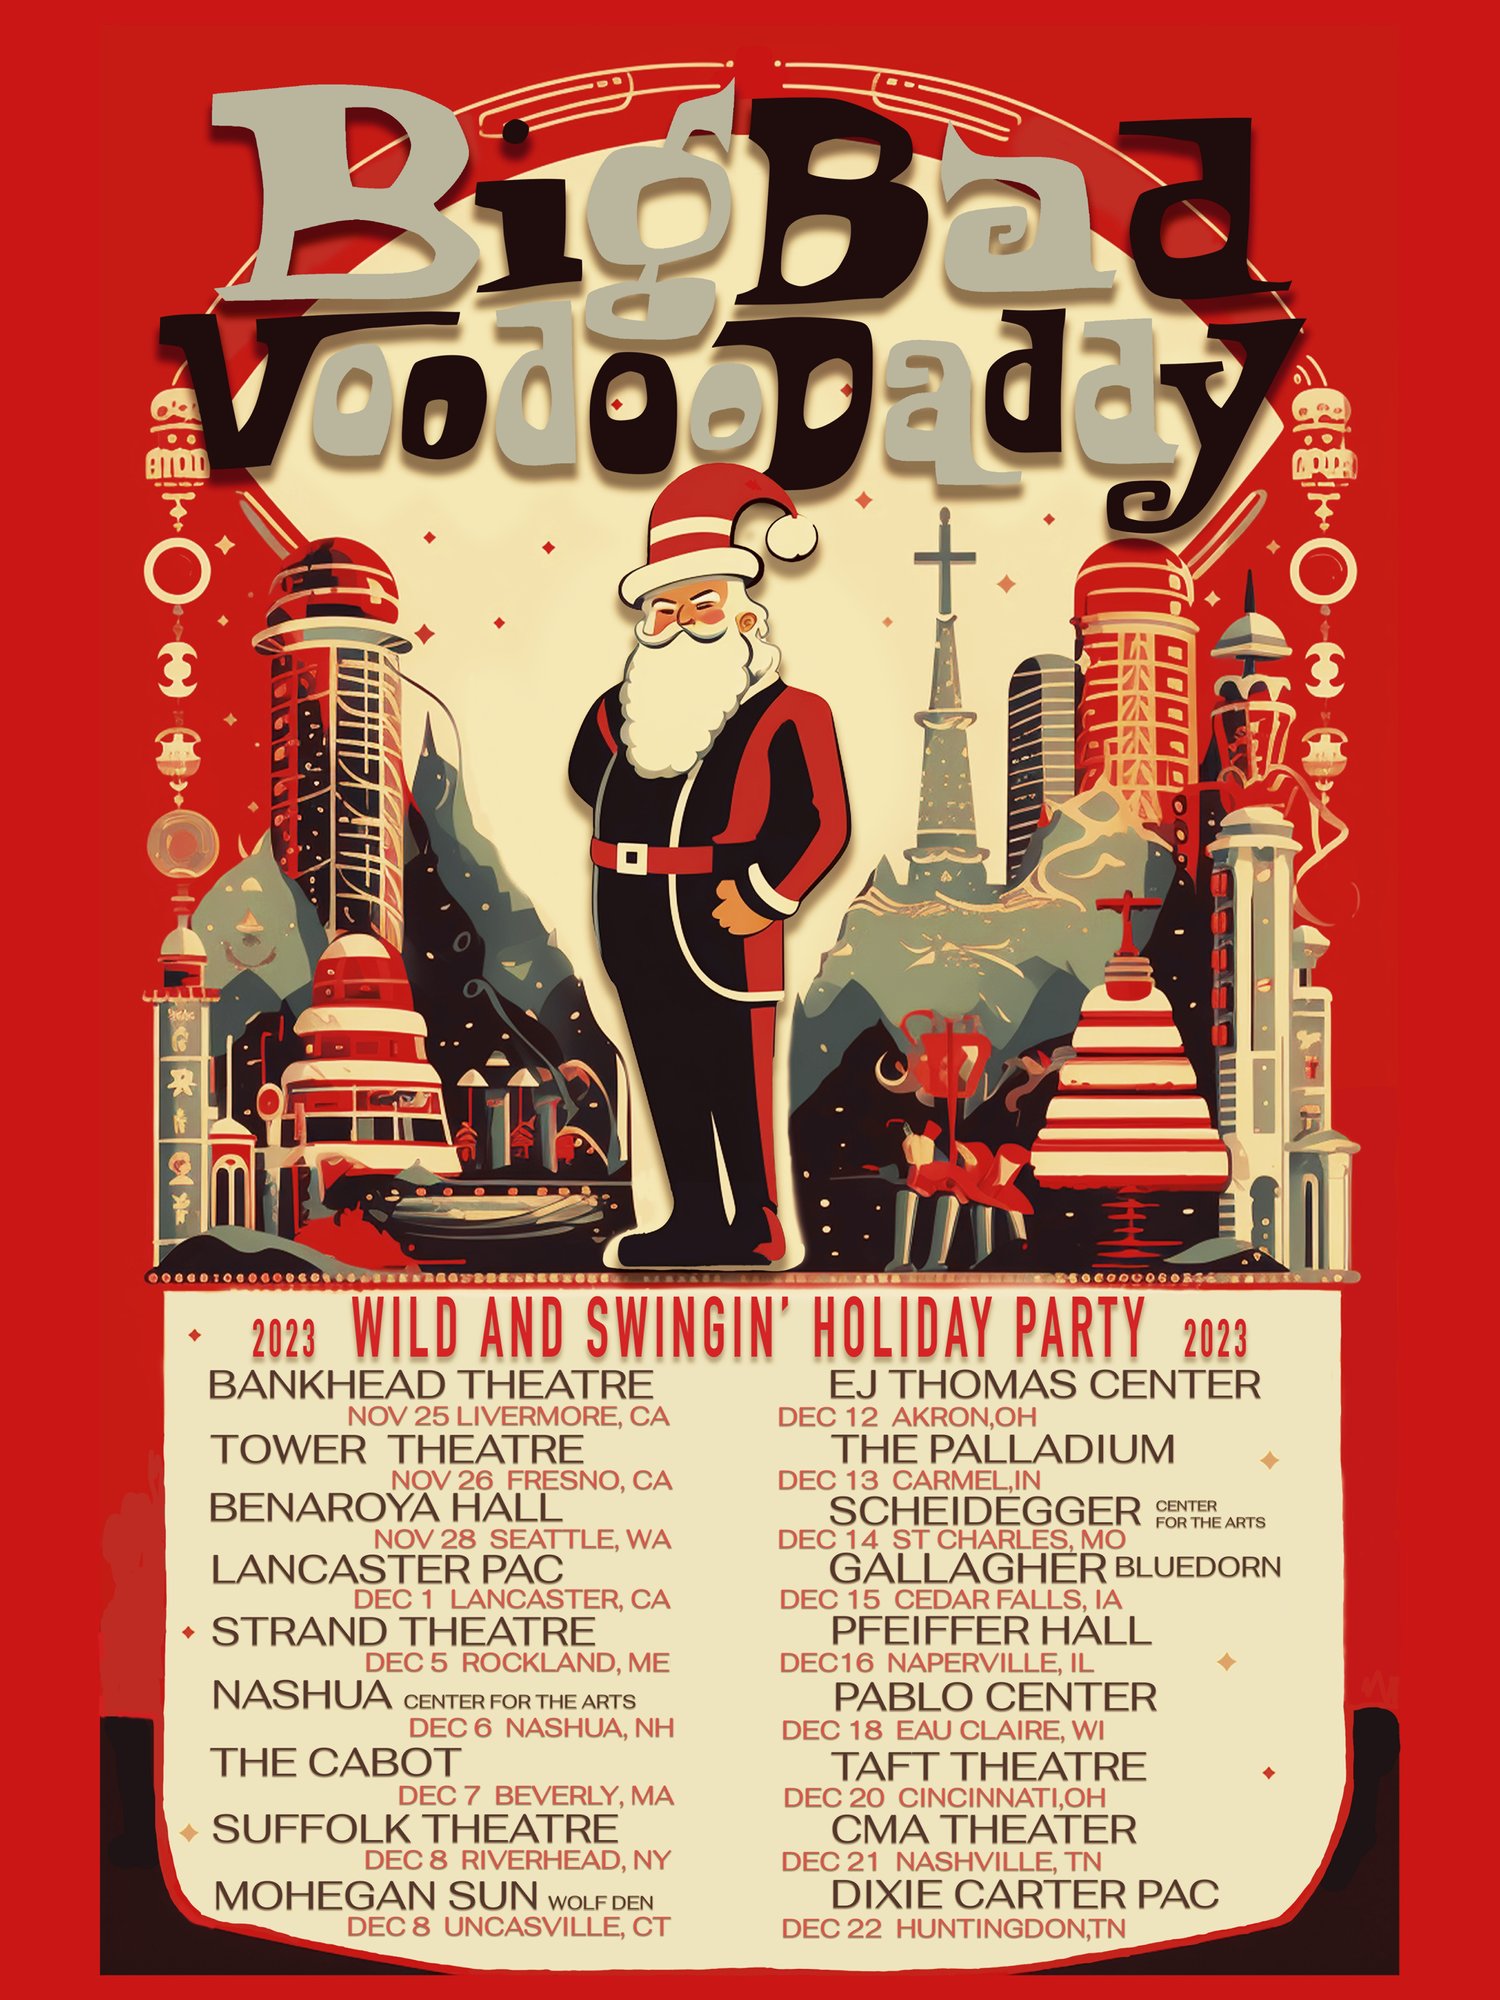 Big Bad
Voodoo Daddy
2023 WILD AND SWINGIN' HOLIDAY PARTY 2023
BANKHEAD THEATRE
NOV 25 LIVERMORE, CA
TOWER THEATRE
NOV 26 FRESNO, CA
BENAROYA HALL
NOV 28 SEATTLE, WA
LANCASTER PAC
DEC 1 LANCASTER, CA
STRAND THEATRE
DEC 5 ROCKLAND, ME
NASHUA CENTER FOR THE ARTS
DEC 6 NASHUA, NH
THE CABOT
DEC 7 BEVERLY, MA
SUFFOLK THEATRE
DEC 8 RIVERHEAD, NY
MOHEGAN SUN WOLF DEN
DEC 8 UNCASVILLE, CT
EJ THOMAS CENTER
DEC 12 AKRON,OH
THE PALLADIUM
DEC 13 CARMEL,IN
SCHEIDEGGER CENTER
FOR THE ARTS
DEC 14 ST CHARLES, MO
GALLAGHER BLUEDORN
DEC 15 CEDAR FALLS, IA
PFEIFFER HALL
DEC16 NAPERVILLE, IL
PABLO CENTER
DEC 18 EAU CLAIRE, WI
TAFT THEATRE
DEC 20 CINCINNATI,OH
CMA THEATER
DEC 21 NASHVILLE, TN
DIXIE CARTER PAC
DEC 22 HUNTINGDON,TN